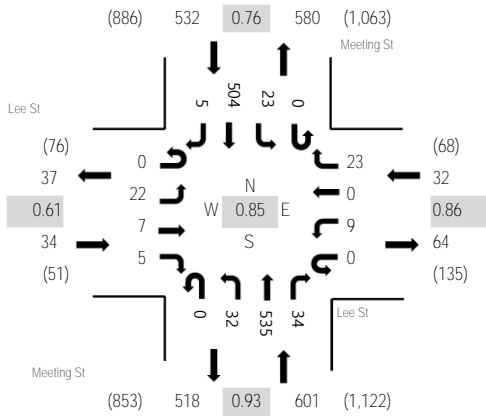 (886) 532 0.76 580 (1,063)
Meeting St
5 504 23 0
Lee St
(76) (68)
0 23
37 32
22 N 0
0.61 W 0.85 E 0.86
7 S 9
34 64
5 0
(51) (135)
0 32 535 34
Lee St
Meeting St
(853) 518 0.93 601 (1,122)